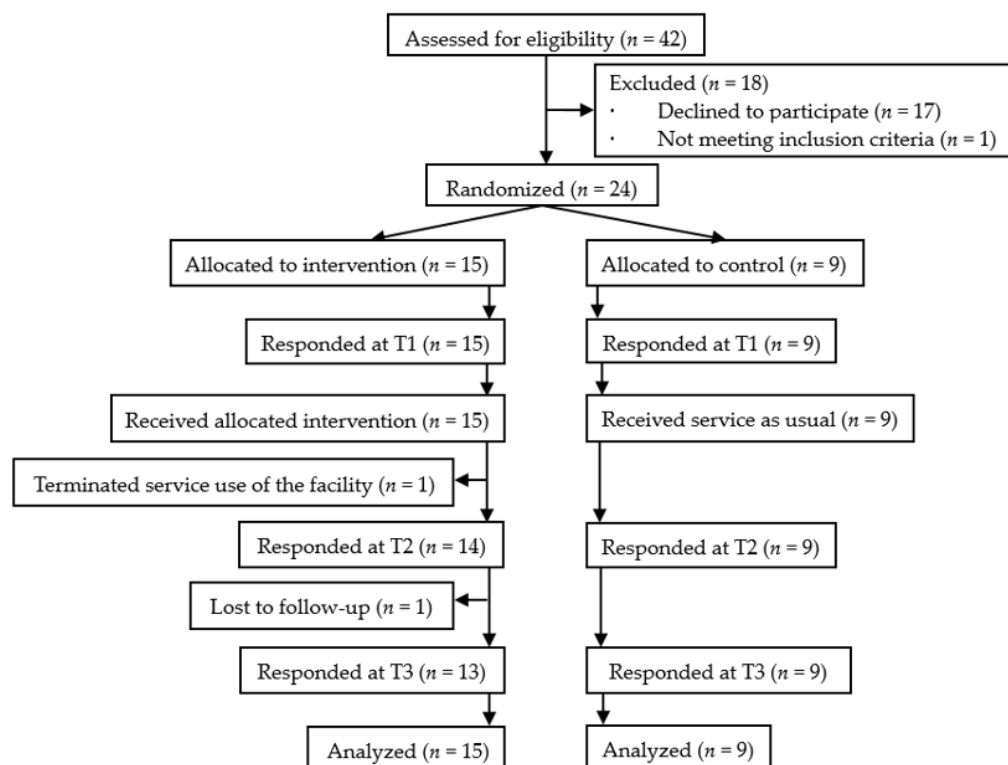 Assessed for eligibility (n = 42)
Excluded (n = 18)
· Declined to participate (n = 17)
· Not meeting inclusion criteria (n = 1)
Randomized (n = 24)
Allocated to intervention (n = 15)
Allocated to control (n = 9)
Responded at T1 (n = 15)
Responded at T1 (n = 9)
Received allocated intervention (n = 15)
Received service as usual (n = 9)
Terminated service use of the facility (n = 1)
Responded at T2 (n = 14)
Responded at T2 (n = 9)
Lost to follow-up (n = 1)
Responded at T3 (n = 13)
Responded at T3 (n = 9)
Analyzed (n = 15)
Analyzed (n = 9)